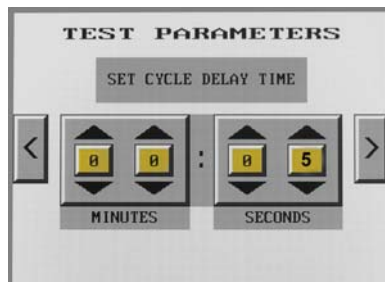 TEST PARAMETERS
SET CYCLE DELAY TIME
< 0 0 : 0 5 >
MINUTES SECONDS